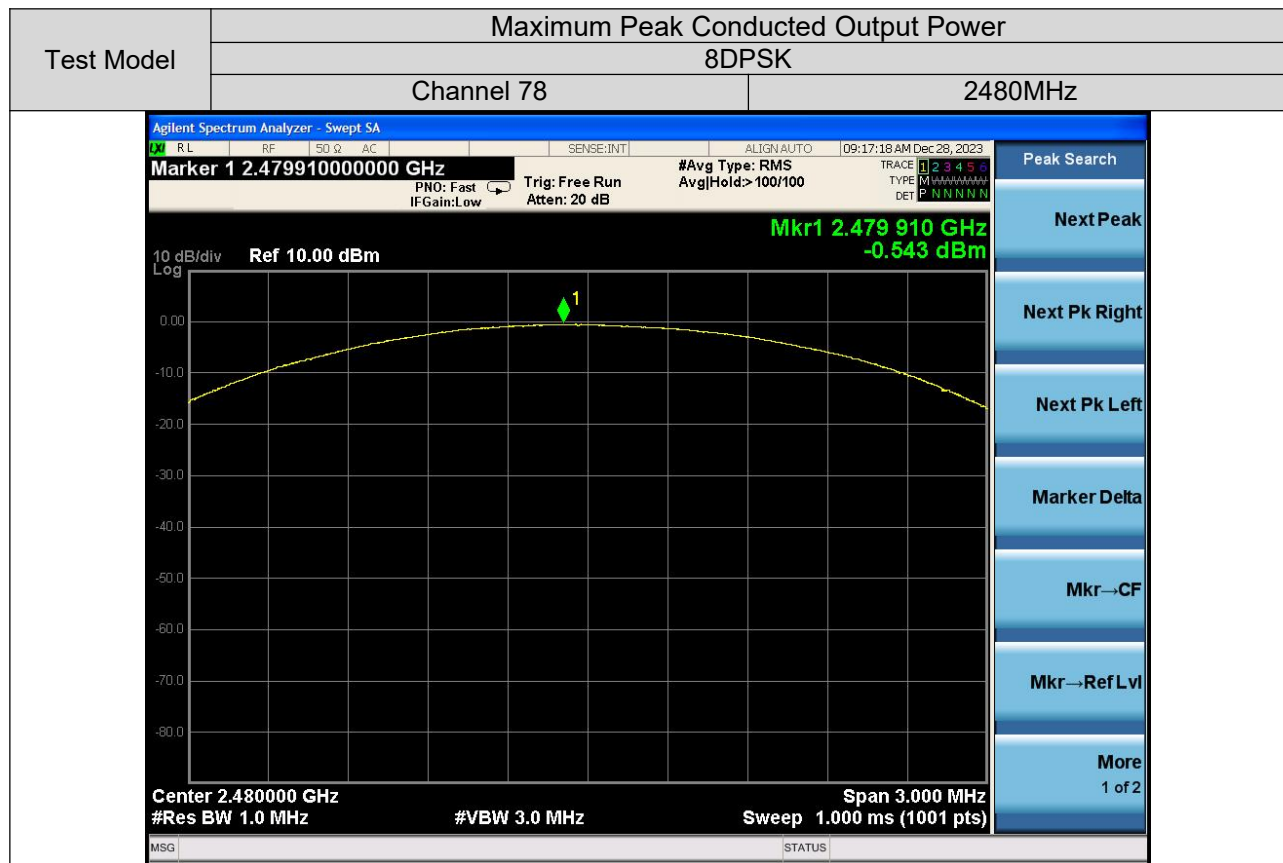 Test Model
Maximum Peak Conducted Output Power
8DPSK
Channel 78
2480MHz
Agilent Spectrum Analyzer - Swept SA
LXI RL RF 50 Ω AC SENSE:INT ALIGN AUTO 09:17:18 AM Dec 28, 2023
Marker 1 2.479910000000 GHz
PNO: Fast
IFGain:Low
Trig: Free Run
Atten: 20 dB
#Avg Type: RMS
Avg|Hold:>100/100
TRACE 1 2 3 4 5 6
TYPE M WWWWW
DET P N N N N N
Mkr1 2.479 910 GHz
-0.543 dBm
10 dB/div Ref 10.00 dBm
Log
1
0.00
-10.0
-20.0
-30.0
-40.0
-50.0
-60.0
-70.0
-80.0
Center 2.480000 GHz Span 3.000 MHz
#Res BW 1.0 MHz #VBW 3.0 MHz Sweep 1.000 ms (1001 pts)
MSG STATUS
Peak Search
Next Peak
Next Pk Right
Next Pk Left
Marker Delta
Mkr→CF
Mkr→Ref Lvl
More
1 of 2